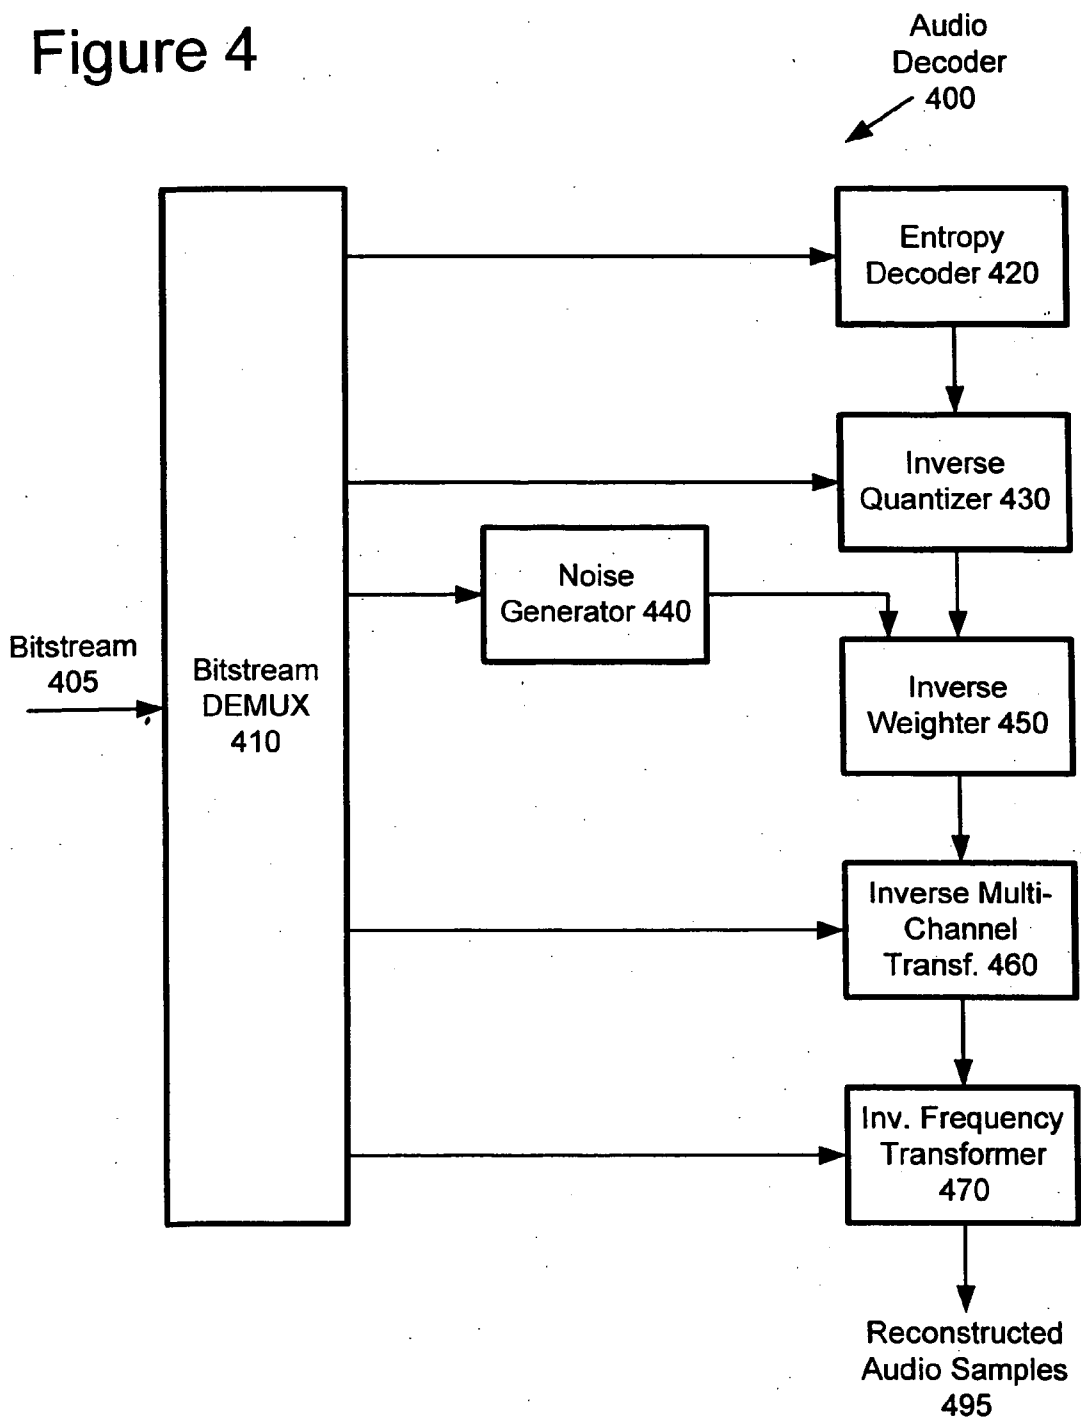 Figure 4
Audio
Decoder
400
Entropy
Decoder 420
Inverse
Quantizer 430
Noise
Generator 440
Bitstream
405
Bitstream
DEMUX
410
Inverse
Weighter 450
Inverse Multi-
Channel
Transf. 460
Inv. Frequency
Transformer
470
Reconstructed
Audio Samples
495